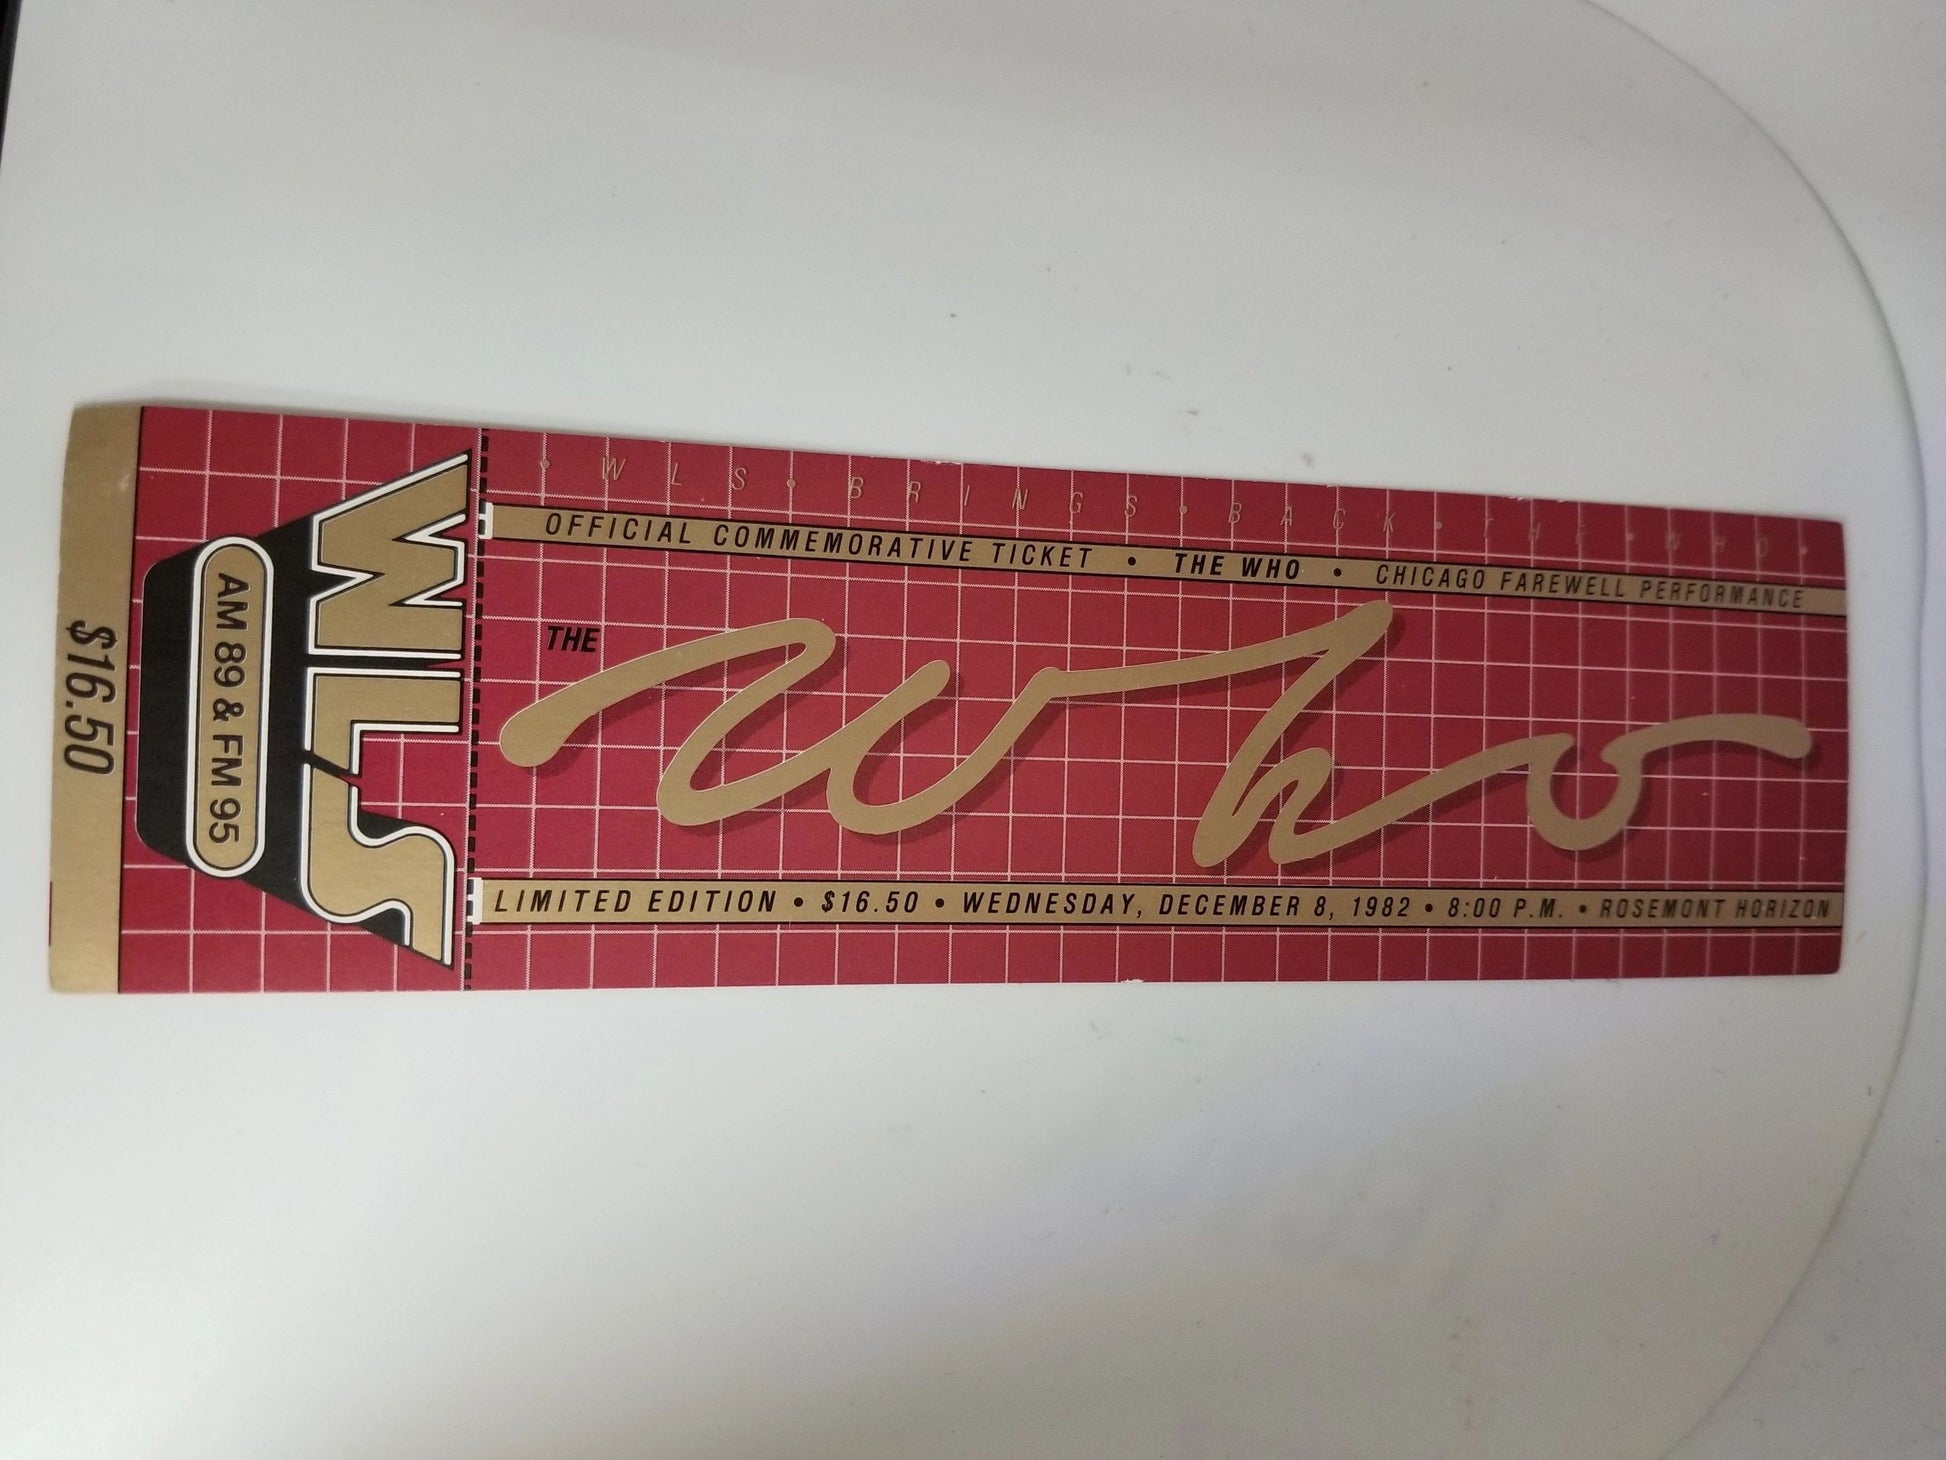 • WLS • BRINGS • BACK • THE • WHO •
OFFICIAL COMMEMORATIVE TICKET • THE WHO • CHICAGO FAREWELL PERFORMANCE
THE
Who
LIMITED EDITION • $16.50 • WEDNESDAY, DECEMBER 8, 1982 • 8:00 P.M. • ROSEMONT HORIZON
WLS
AM 89 & FM 95
$16.50